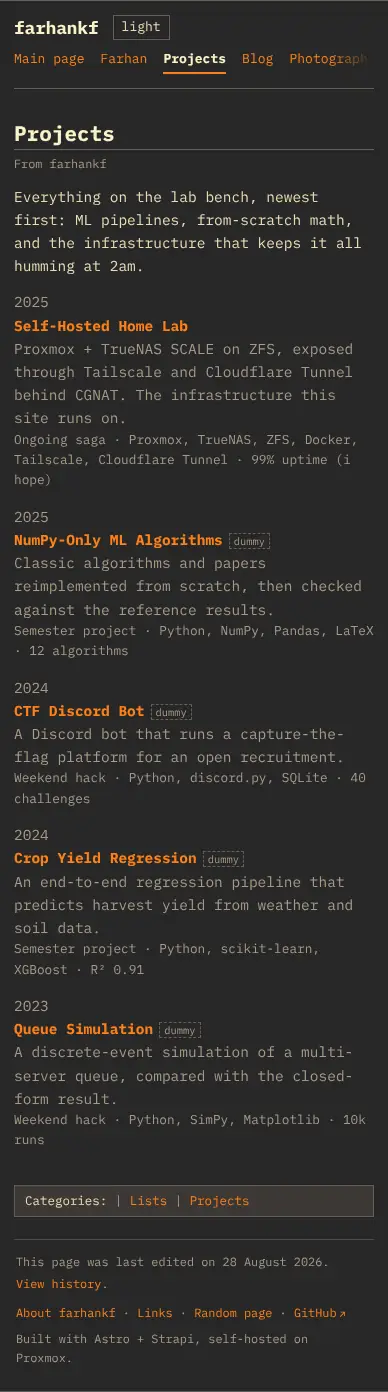 farhankf light
Main page Farhan Projects Blog Photograph
Projects
From farhankf
Everything on the lab bench, newest
first: ML pipelines, from-scratch math,
and the infrastructure that keeps it all
humming at 2am.
2025
Self-Hosted Home Lab
Proxmox + TrueNAS SCALE on ZFS, exposed
through Tailscale and Cloudflare Tunnel
behind CGNAT. The infrastructure this
site runs on.
Ongoing saga · Proxmox, TrueNAS, ZFS, Docker,
Tailscale, Cloudflare Tunnel · 99% uptime (i
hope)
2025
NumPy-Only ML Algorithms dummy
Classic algorithms and papers
reimplemented from scratch, then checked
against the reference results.
Semester project · Python, NumPy, Pandas, LaTeX
· 12 algorithms
2024
CTF Discord Bot dummy
A Discord bot that runs a capture-the-
flag platform for an open recruitment.
Weekend hack · Python, discord.py, SQLite · 40
challenges
2024
Crop Yield Regression dummy
An end-to-end regression pipeline that
predicts harvest yield from weather and
soil data.
Semester project · Python, scikit-learn,
XGBoost · R² 0.91
2023
Queue Simulation dummy
A discrete-event simulation of a multi-
server queue, compared with the closed-
form result.
Weekend hack · Python, SimPy, Matplotlib · 10k
runs
Categories: | Lists | Projects
This page was last edited on 28 August 2026.
View history.
About farhankf · Links · Random page · GitHub↗
Built with Astro + Strapi, self-hosted on
Proxmox.